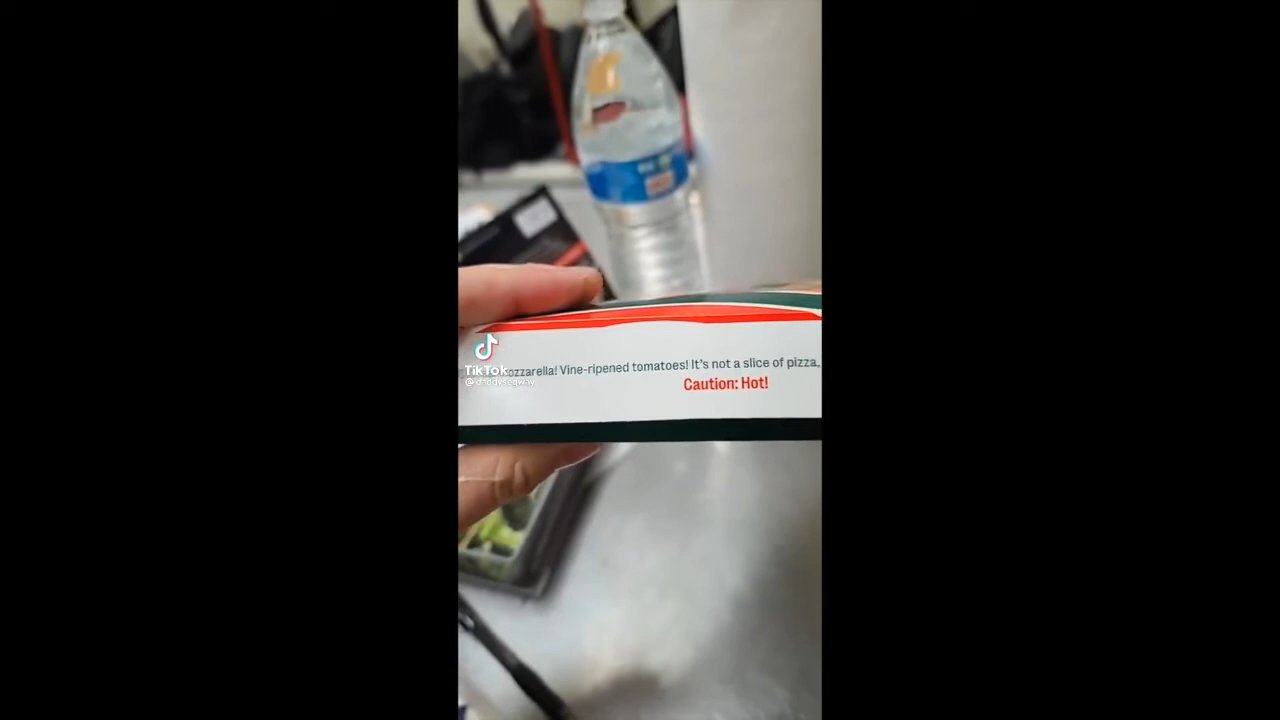 ozzarella! Vine-ripened tomatoes! It's not a slice of pizza,
Caution: Hot!
TikTok